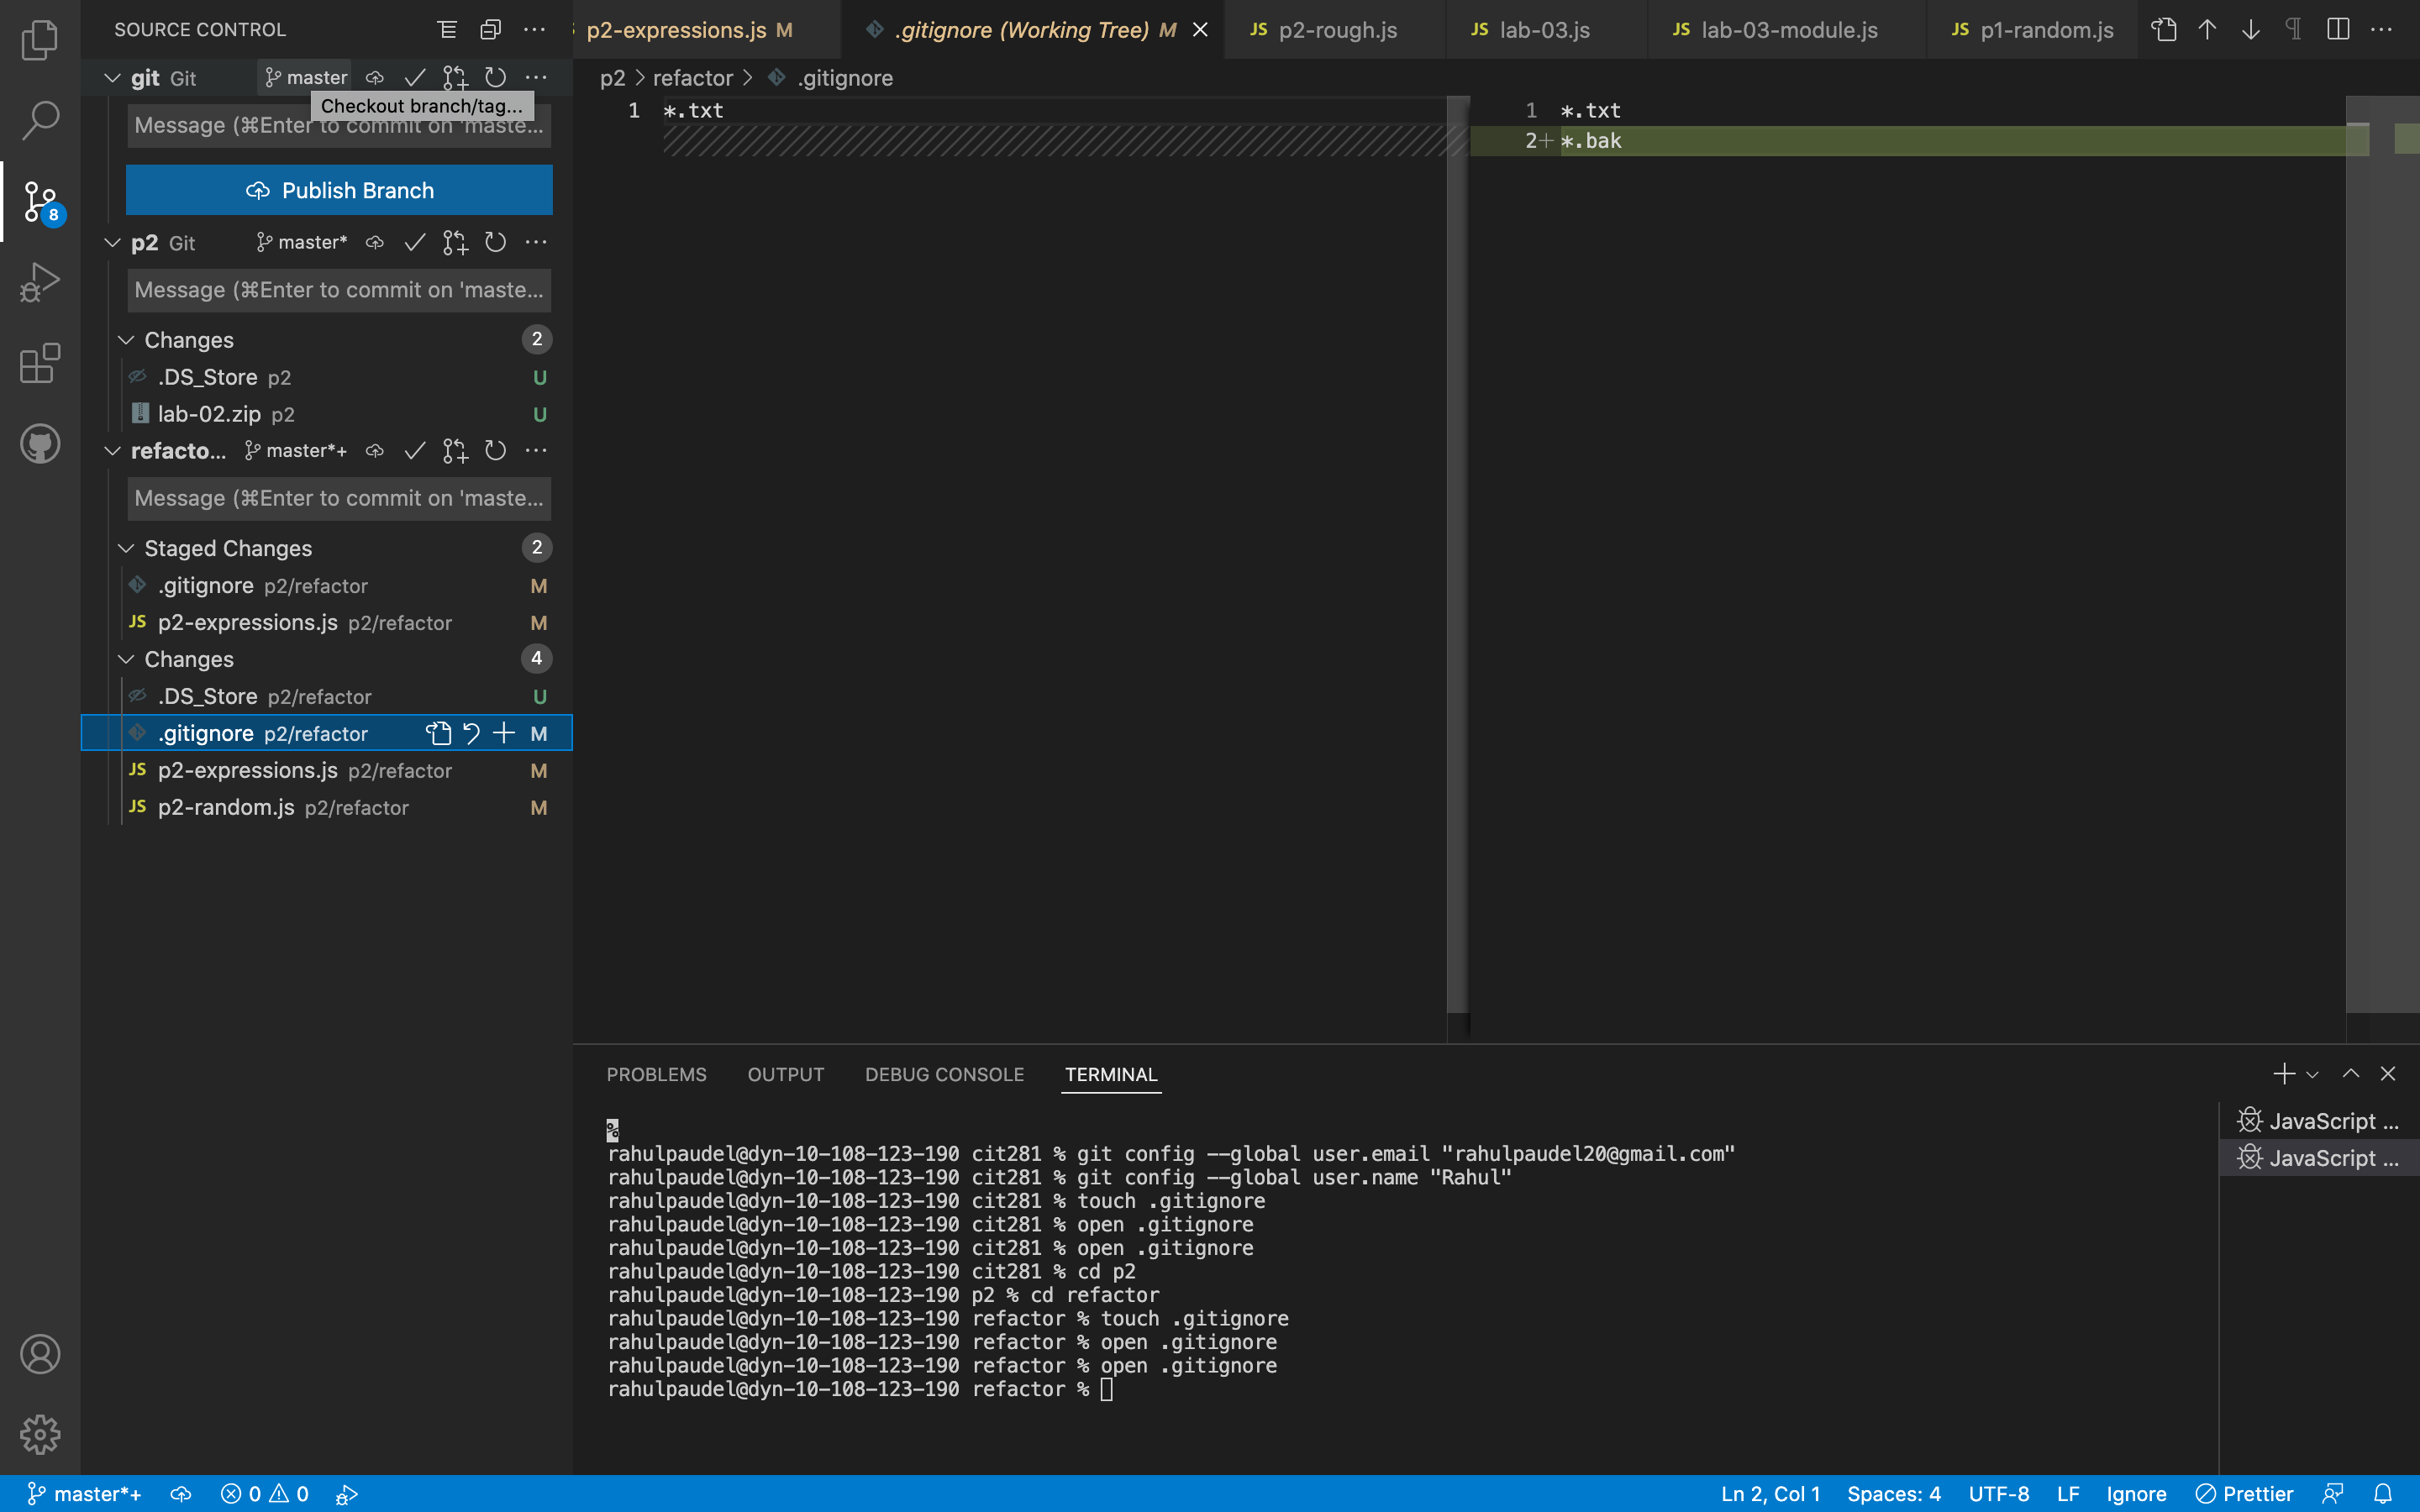 SOURCE CONTROL
git Git master
Checkout branch/tag...
Message (⌘Enter to commit on 'maste...
Publish Branch
p2 Git master*
Message (⌘Enter to commit on 'maste...
Changes 2
.DS_Store p2 U
lab-02.zip p2 U
refacto... master*+
Message (⌘Enter to commit on 'maste...
Staged Changes 2
.gitignore p2/refactor M
JS p2-expressions.js p2/refactor M
Changes 4
.DS_Store p2/refactor U
.gitignore p2/refactor M
JS p2-expressions.js p2/refactor M
JS p2-random.js p2/refactor M
8
p2-expressions.js M .gitignore (Working Tree) M JS p2-rough.js JS lab-03.js JS lab-03-module.js JS p1-random.js
p2 > refactor > .gitignore
1 *.txt
1 *.txt
2+ *.bak
PROBLEMS OUTPUT DEBUG CONSOLE TERMINAL
%
rahulpaudel@dyn-10-108-123-190 cit281 % git config --global user.email "rahulpaudel20@gmail.com"
rahulpaudel@dyn-10-108-123-190 cit281 % git config --global user.name "Rahul"
rahulpaudel@dyn-10-108-123-190 cit281 % touch .gitignore
rahulpaudel@dyn-10-108-123-190 cit281 % open .gitignore
rahulpaudel@dyn-10-108-123-190 cit281 % open .gitignore
rahulpaudel@dyn-10-108-123-190 cit281 % cd p2
rahulpaudel@dyn-10-108-123-190 p2 % cd refactor
rahulpaudel@dyn-10-108-123-190 refactor % touch .gitignore
rahulpaudel@dyn-10-108-123-190 refactor % open .gitignore
rahulpaudel@dyn-10-108-123-190 refactor % open .gitignore
rahulpaudel@dyn-10-108-123-190 refactor %
JavaScript ...
JavaScript ...
master*+ 0 0 Ln 2, Col 1 Spaces: 4 UTF-8 LF Ignore Prettier